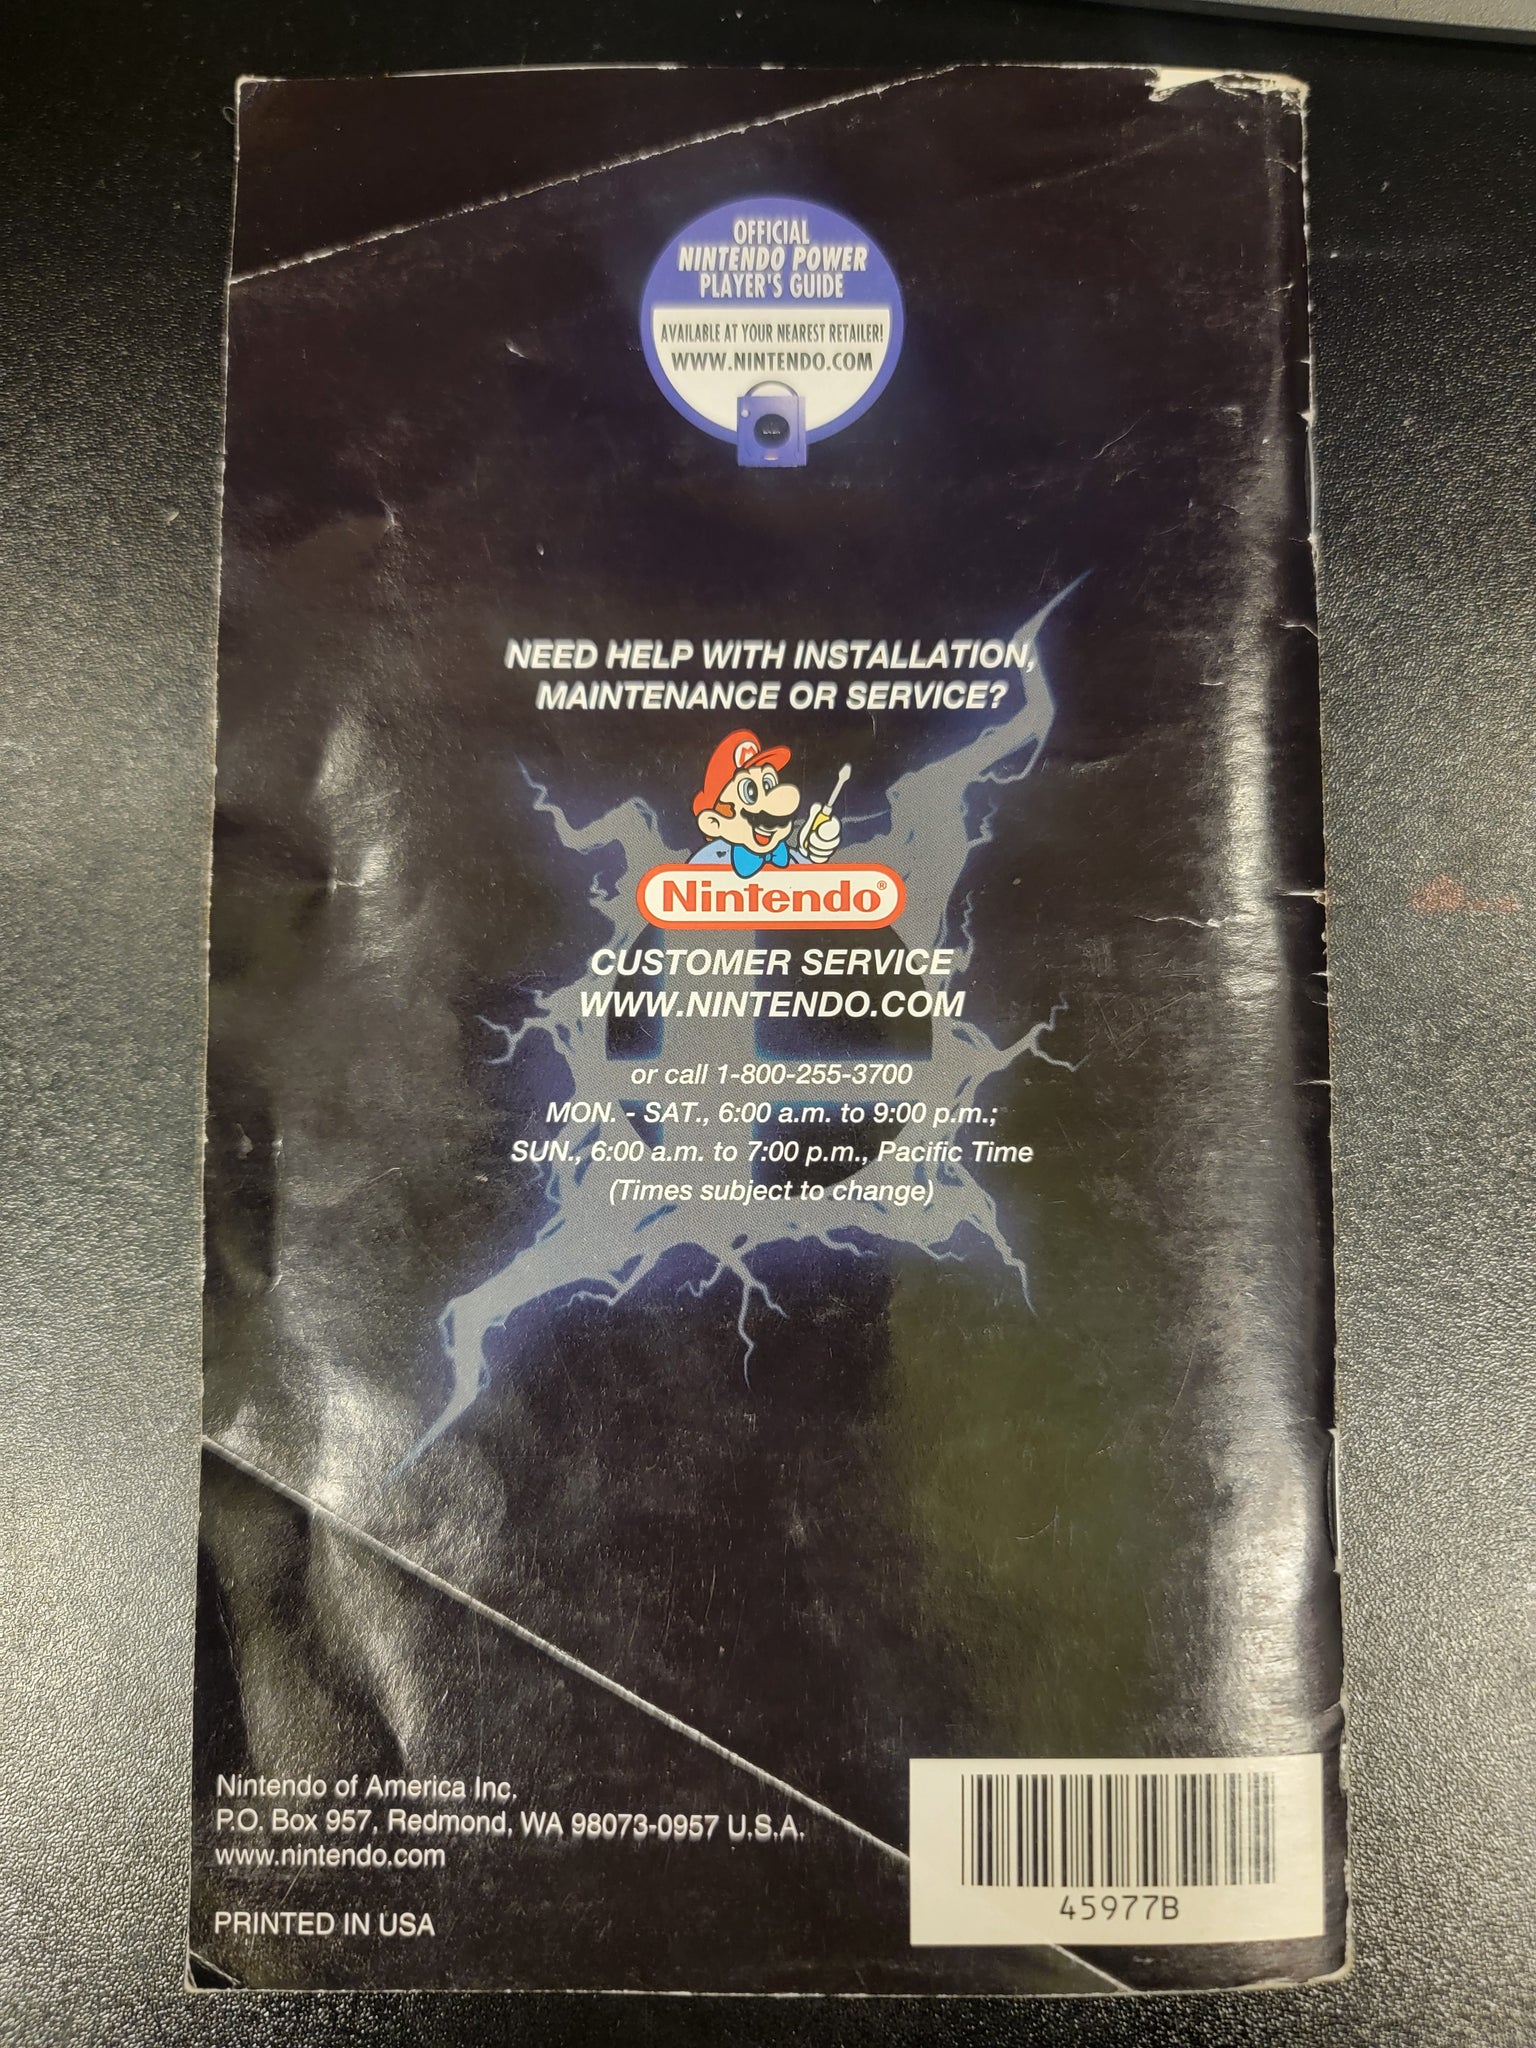 OFFICIAL
NINTENDO POWER
PLAYER'S GUIDE
AVAILABLE AT YOUR NEAREST RETAILER!
WWW.NINTENDO.COM
NEED HELP WITH INSTALLATION,
MAINTENANCE OR SERVICE?
M
Nintendo®
CUSTOMER SERVICE
WWW.NINTENDO.COM
or call 1-800-255-3700
MON. - SAT., 6:00 a.m. to 9:00 p.m.;
SUN., 6:00 a.m. to 7:00 p.m., Pacific Time
(Times subject to change)
Nintendo of America Inc.
P.O. Box 957, Redmond, WA 98073-0957 U.S.A.
www.nintendo.com
PRINTED IN USA
45977B